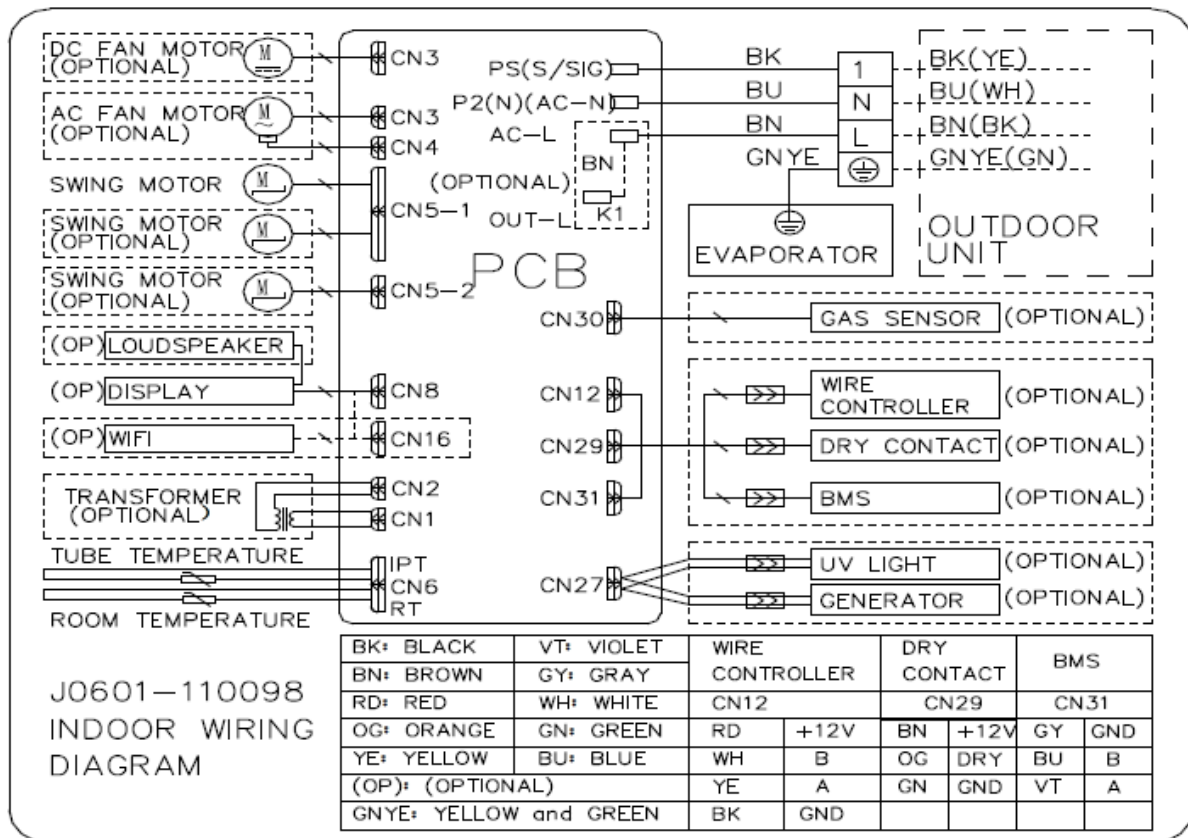 DC FAN MOTOR
(OPTIONAL)
M
CN3
AC FAN MOTOR
(OPTIONAL)
M
CN3
CN4
SWING MOTOR
M
CN5-1
SWING MOTOR
(OPTIONAL)
M
SWING MOTOR
(OPTIONAL)
M
CN5-2
(OP) LOUDSPEAKER
(OP) DISPLAY
CN8
(OP) WIFI
CN16
TRANSFORMER
(OPTIONAL)
CN2
CN1
TUBE TEMPERATURE
IPT
CN6
RT
ROOM TEMPERATURE
PCB
PS(S/SIG)
P2(N)(AC-N)
AC-L
BN
(OPTIONAL)
OUT-L
K1
BK
1
BK(YE)
BU
N
BU(WH)
BN
L
BN(BK)
GNYE
GNYE(GN)
EVAPORATOR
OUTDOOR
UNIT
CN30
GAS SENSOR (OPTIONAL)
CN12
WIRE
CONTROLLER
(OPTIONAL)
CN29
DRY CONTACT (OPTIONAL)
CN31
BMS (OPTIONAL)
CN27
UV LIGHT (OPTIONAL)
GENERATOR (OPTIONAL)
J0601-110098
INDOOR WIRING
DIAGRAM
BK: BLACK VT: VIOLET
BN: BROWN GY: GRAY
RD: RED WH: WHITE
OG: ORANGE GN: GREEN
YE: YELLOW BU: BLUE
(OP): (OPTIONAL)
GNYE: YELLOW and GREEN
WIRE
CONTROLLER
DRY
CONTACT
BMS
CN12 CN29 CN31
RD +12V BN +12V GY GND
WH B OG DRY BU B
YE A GN GND VT A
BK GND